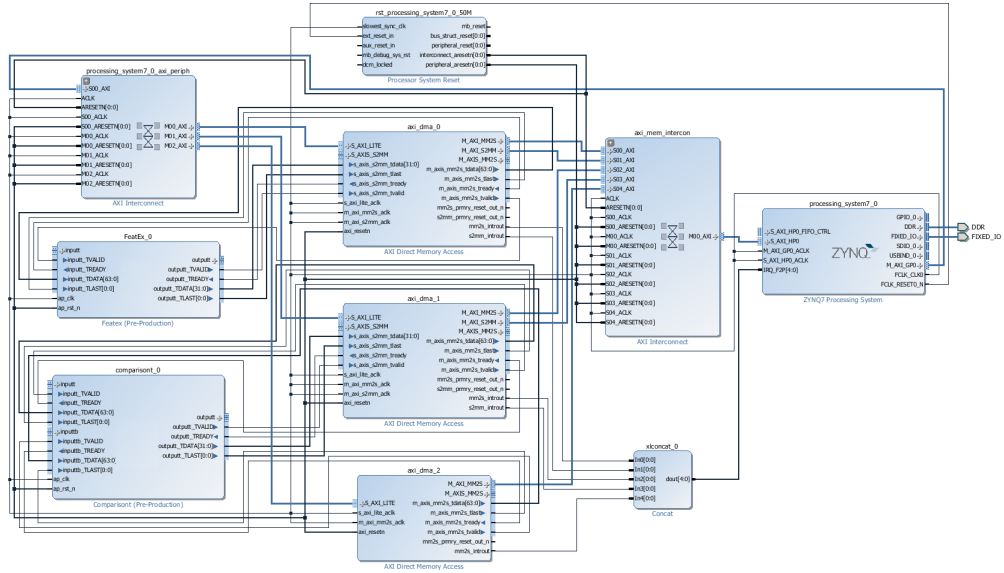 rst_processing_system7_0_50M
slowest_sync_clk
ext_reset_in
aux_reset_in
mb_debug_sys_rst
dcm_locked
mb_reset
bus_struct_reset[0:0]
peripheral_reset[0:0]
interconnect_aresetn[0:0]
peripheral_aresetn[0:0]
Processor System Reset
processing_system7_0_axi_periph
S00_AXI
ACLK
ARESETN[0:0]
S00_ACLK
S00_ARESETN[0:0]
M00_ACLK
M00_ARESETN[0:0]
M01_ACLK
M01_ARESETN[0:0]
M02_ACLK
M02_ARESETN[0:0]
M00_AXI
M01_AXI
M02_AXI
AXI Interconnect
axi_dma_0
S_AXI_LITE
S_AXIS_S2MM
s_axis_s2mm_tdata[31:0]
s_axis_s2mm_tlast
s_axis_s2mm_tready
s_axis_s2mm_tvalid
s_axi_lite_aclk
m_axi_mm2s_aclk
m_axi_s2mm_aclk
axi_resetn
M_AXI_MM2S
M_AXI_S2MM
M_AXIS_MM2S
m_axis_mm2s_tdata[63:0]
m_axis_mm2s_tlast
m_axis_mm2s_tready
m_axis_mm2s_tvalid
mm2s_prmry_reset_out_n
s2mm_prmry_reset_out_n
mm2s_introut
s2mm_introut
AXI Direct Memory Access
axi_mem_intercon
S00_AXI
S01_AXI
S02_AXI
S03_AXI
S04_AXI
ACLK
ARESETN[0:0]
S00_ACLK
S00_ARESETN[0:0]
M00_ACLK
M00_ARESETN[0:0]
S01_ACLK
S01_ARESETN[0:0]
S02_ACLK
S02_ARESETN[0:0]
S03_ACLK
S03_ARESETN[0:0]
S04_ACLK
S04_ARESETN[0:0]
M00_AXI
AXI Interconnect
processing_system7_0
S_AXI_HP0_FIFO_CTRL
S_AXI_HP0
M_AXI_GP0_ACLK
S_AXI_HP0_ACLK
IRQ_F2P[4:0]
ZYNQ
GPIO_0
DDR
FIXED_IO
SDIO_0
USBIND_0
M_AXI_GP0
FCLK_CLK0
FCLK_RESET0_N
ZYNQ7 Processing System
DDR
FIXED_IO
FeatEx_0
input
input_TVALID
input_TREADY
input_TDATA[63:0]
input_TLAST[0:0]
ap_clk
ap_rst_n
output
output_TVALID
output_TREADY
output_TDATA[31:0]
output_TLAST[0:0]
Featex (Pre-Production)
axi_dma_1
S_AXI_LITE
S_AXIS_S2MM
s_axis_s2mm_tdata[31:0]
s_axis_s2mm_tlast
s_axis_s2mm_tready
s_axis_s2mm_tvalid
s_axi_lite_aclk
m_axi_mm2s_aclk
m_axi_s2mm_aclk
axi_resetn
M_AXI_MM2S
M_AXI_S2MM
M_AXIS_MM2S
m_axis_mm2s_tdata[63:0]
m_axis_mm2s_tlast
m_axis_mm2s_tready
m_axis_mm2s_tvalid
mm2s_prmry_reset_out_n
s2mm_prmry_reset_out_n
mm2s_introut
s2mm_introut
AXI Direct Memory Access
comparisont_0
inputt
inputt_TVALID
inputt_TREADY
inputt_TDATA[63:0]
inputt_TLAST[0:0]
inputtb
inputtb_TVALID
inputtb_TREADY
inputtb_TDATA[63:0]
inputtb_TLAST[0:0]
ap_clk
ap_rst_n
outputt
outputt_TVALID
outputt_TREADY
outputt_TDATA[31:0]
outputt_TLAST[0:0]
Comparisont (Pre-Production)
xlconcat_0
In0[0:0]
In1[0:0]
In2[0:0]
In3[0:0]
In4[0:0]
dout[4:0]
Concat
axi_dma_2
S_AXI_LITE
s_axi_lite_aclk
m_axi_mm2s_aclk
axi_resetn
M_AXI_MM2S
M_AXIS_MM2S
m_axis_mm2s_tdata[63:0]
m_axis_mm2s_tlast
m_axis_mm2s_tready
m_axis_mm2s_tvalid
mm2s_prmry_reset_out_n
mm2s_introut
AXI Direct Memory Access